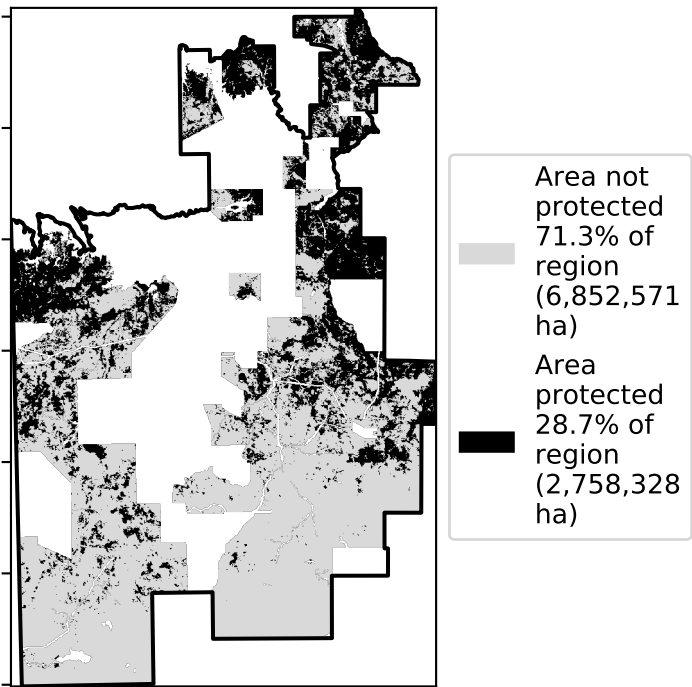 Area not
protected
71.3% of
region
(6,852,571
ha)
Area
protected
28.7% of
region
(2,758,328
ha)